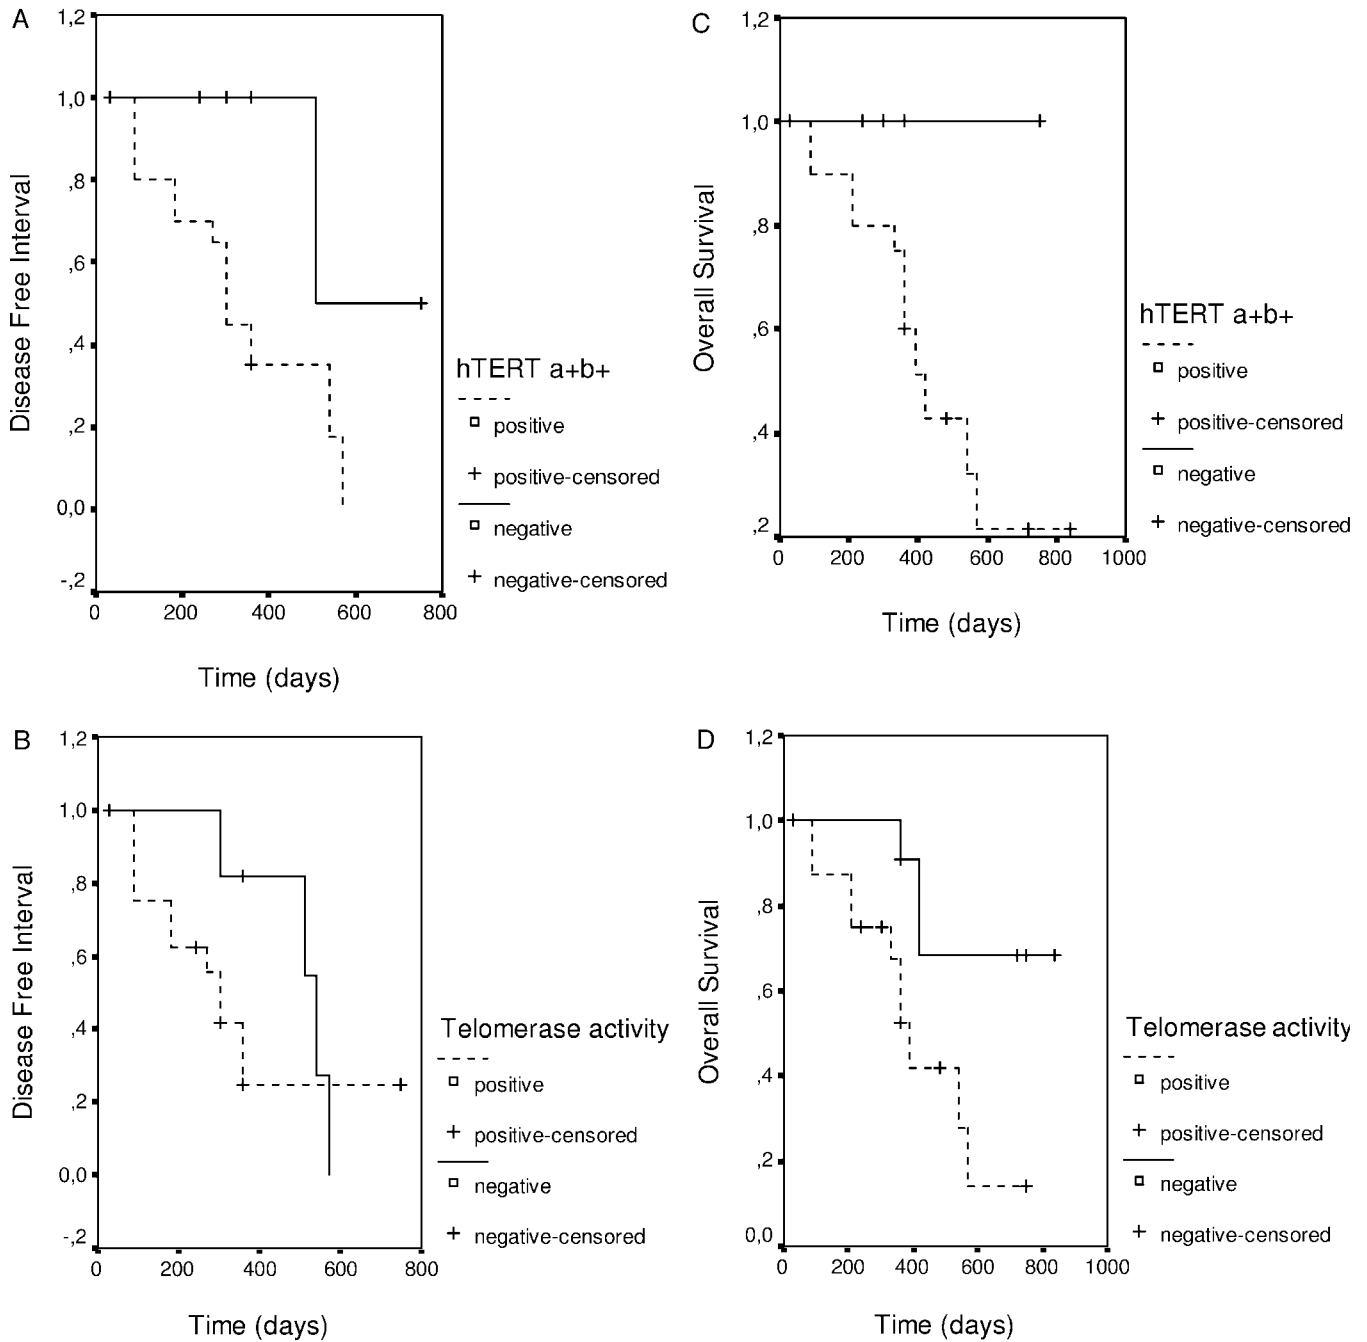 A
1,2
1,0
,8
,6
,4
,2
0,0
-,2
Disease Free Interval
0 200 400 600 800
Time (days)
hTERT a+b+
positive
positive-censored
negative
negative-censored
C
1,2
1,0
,8
,6
,4
,2
Overall Survival
0 200 400 600 800 1000
Time (days)
hTERT a+b+
positive
positive-censored
negative
negative-censored
B
1,2
1,0
,8
,6
,4
,2
0,0
-,2
Disease Free Interval
0 200 400 600 800
Time (days)
Telomerase activity
positive
positive-censored
negative
negative-censored
D
1,2
1,0
,8
,6
,4
,2
0,0
Overall Survival
0 200 400 600 800 1000
Time (days)
Telomerase activity
positive
positive-censored
negative
negative-censored